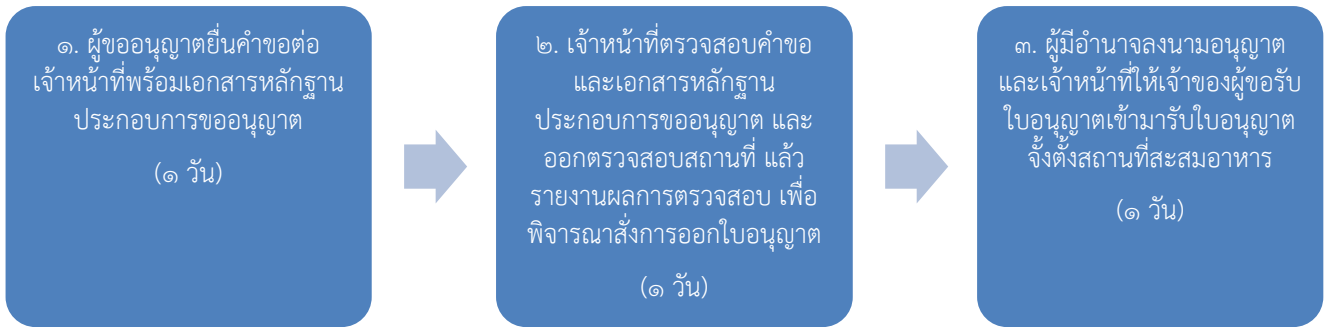 ๑. ผู้ขออนุญาตยื่นคำขอต่อ
เจ้าหน้าที่พร้อมเอกสารหลักฐาน
ประกอบการขออนุญาต
(๑ วัน)
๒. เจ้าหน้าที่ตรวจสอบคำขอ
และเอกสารหลักฐาน
ประกอบการขออนุญาต และ
ออกตรวจสอบสถานที่ แล้ว
รายงานผลการตรวจสอบ เพื่อ
พิจารณาสั่งการออกใบอนุญาต
(๑ วัน)
๓. ผู้มีอำนาจลงนามอนุญาต
และเจ้าหน้าที่ให้เจ้าของผู้ขอรับ
ใบอนุญาตเข้ามารับใบอนุญาต
จั้งตั้งสถานที่สะสมอาหาร
(๑ วัน)